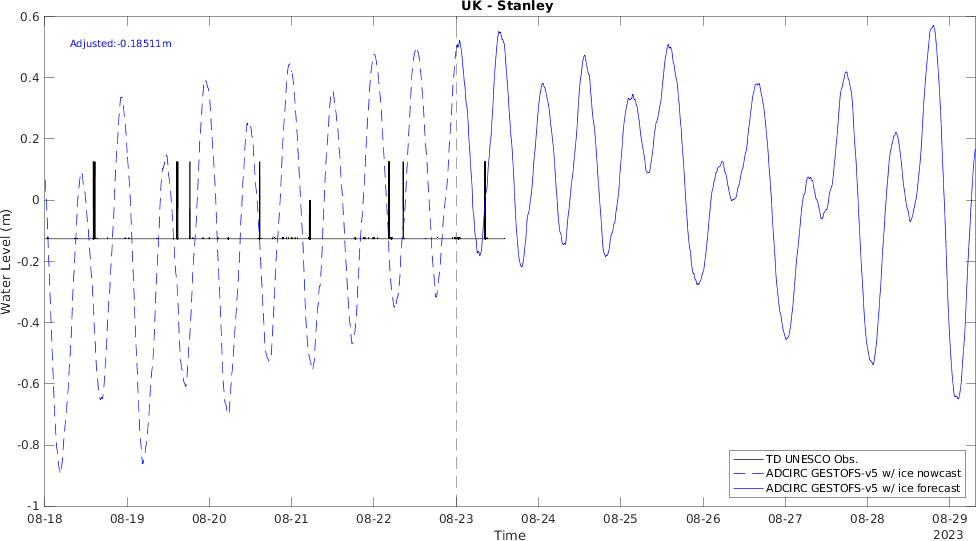 UK - Stanley
Adjusted:-0.18511m
0.6
0.4
0.2
0
-0.2
-0.4
-0.6
-0.8
-1
Water Level (m)
TD UNESCO Obs.
ADCIRC GESTOFS-v5 w/ ice nowcast
ADCIRC GESTOFS-v5 w/ ice forecast
08-18 08-19 08-20 08-21 08-22 08-23 08-24 08-25 08-26 08-27 08-28 08-29
Time
2023